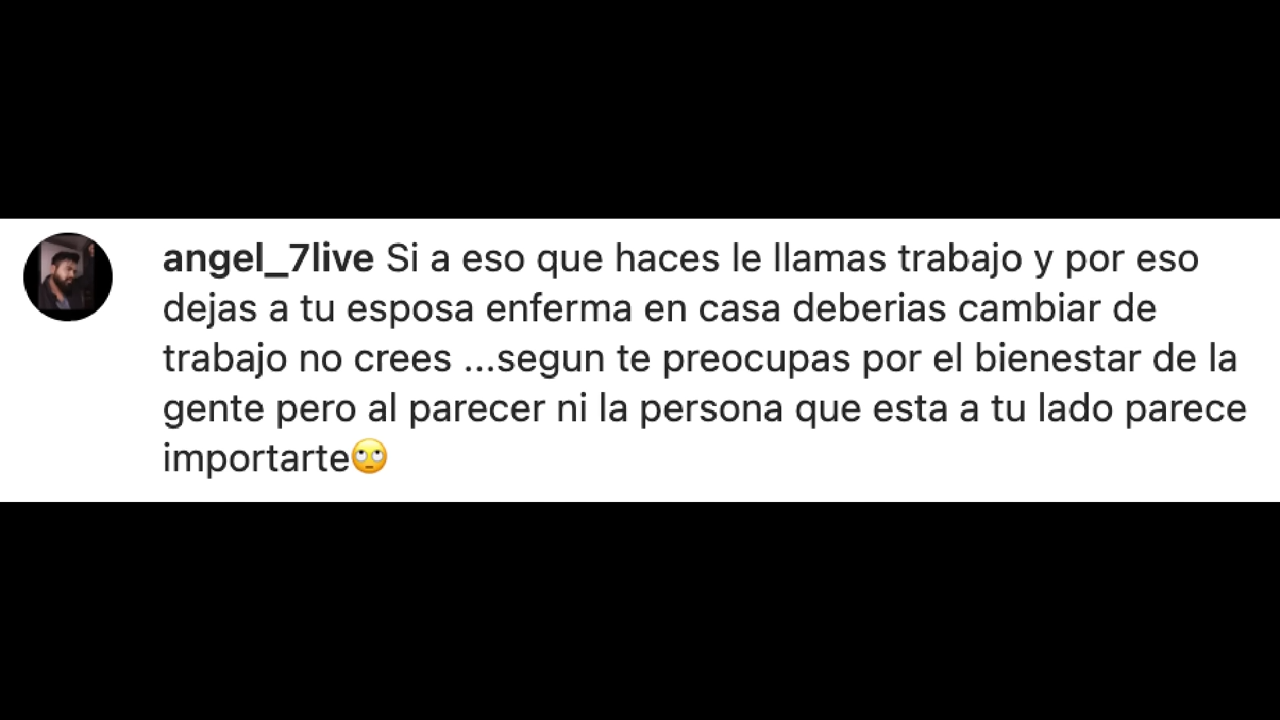 angel_7live Si a eso que haces le llamas trabajo y por eso
dejas a tu esposa enferma en casa deberias cambiar de
trabajo no crees ...segun te preocupas por el bienestar de la
gente pero al parecer ni la persona que esta a tu lado parece
importarte🙄